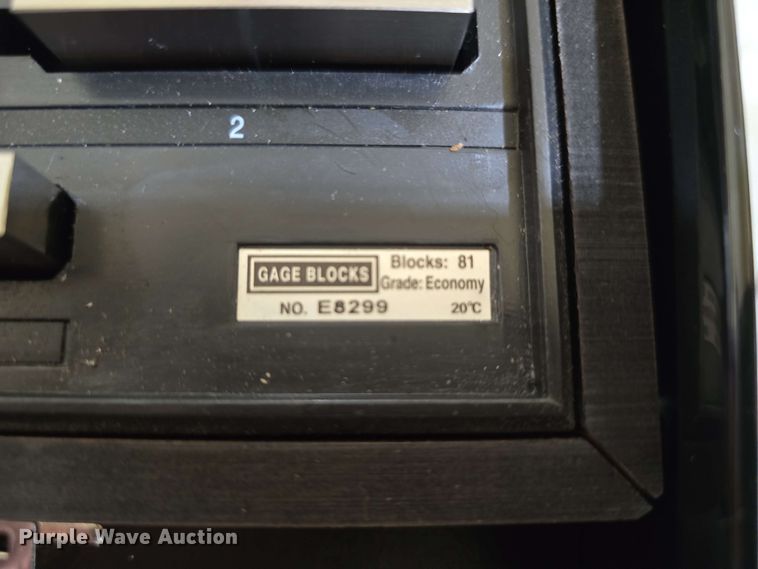 2
GAGE BLOCKS
Blocks: 81
Grade: Economy
NO. E8299
20°C
Purple Wave Auction